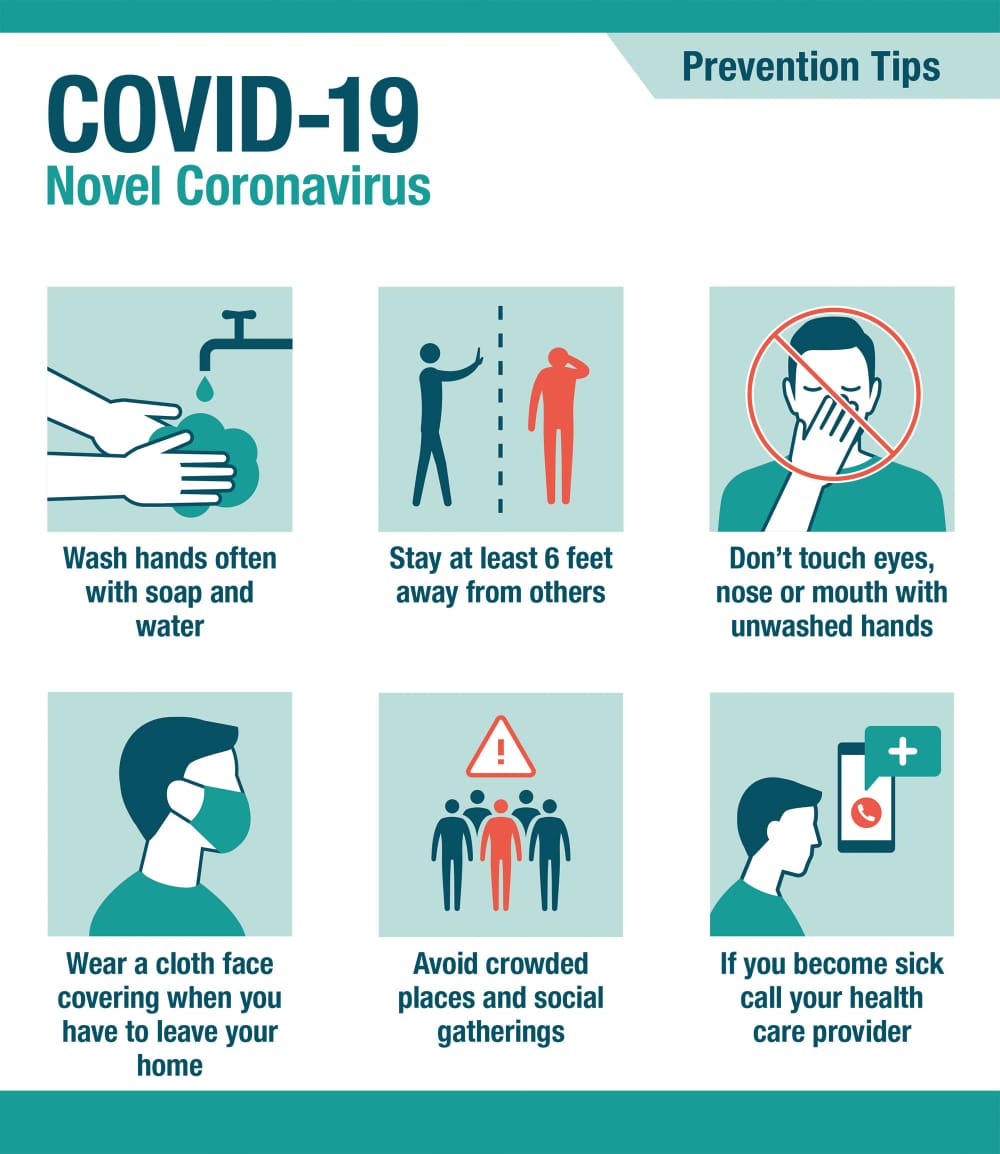 Prevention Tips
COVID-19
Novel Coronavirus
Wash hands often
with soap and
water
Stay at least 6 feet
away from others
Don’t touch eyes,
nose or mouth with
unwashed hands
Wear a cloth face
covering when you
have to leave your
home
Avoid crowded
places and social
gatherings
If you become sick
call your health
care provider